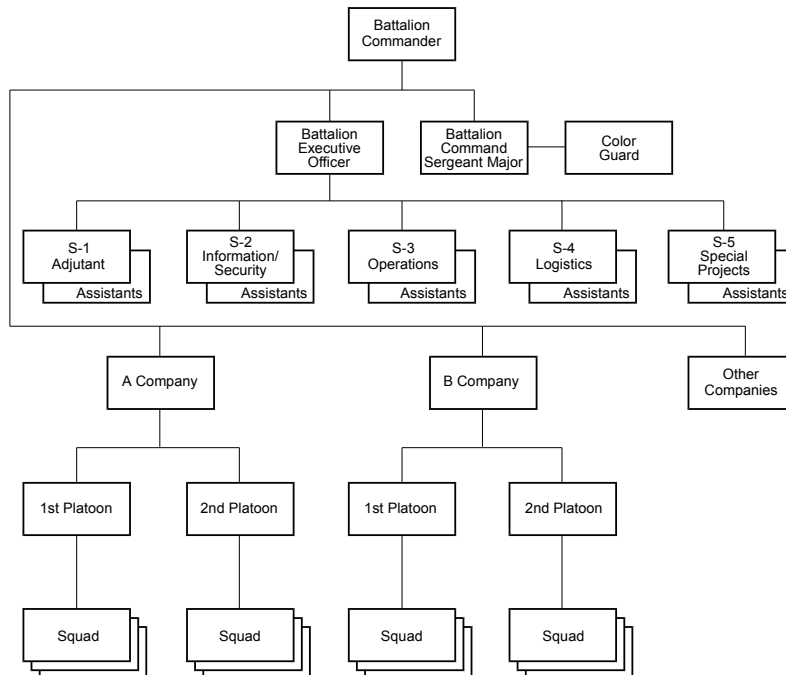 Battalion
Commander
Battalion
Executive
Officer
Battalion
Command
Sergeant Major
Color
Guard
S-1
Adjutant
Assistants
S-2
Information/
Security
Assistants
S-3
Operations
Assistants
S-4
Logistics
Assistants
S-5
Special
Projects
Assistants
A Company
B Company
Other
Companies
1st Platoon
2nd Platoon
1st Platoon
2nd Platoon
Squad
Squad
Squad
Squad